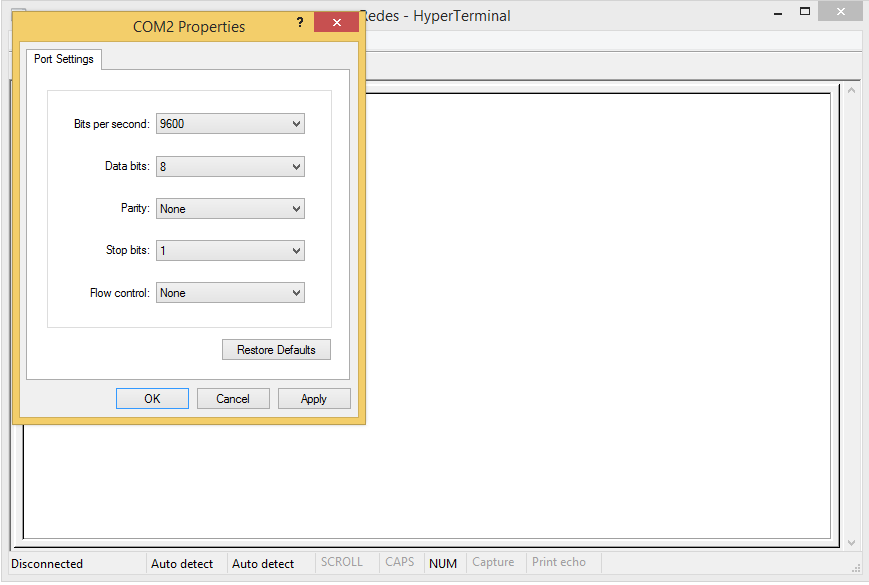 COM2 Properties ?
Redes - HyperTerminal
Port Settings
Bits per second: 9600
Data bits: 8
Parity: None
Stop bits: 1
Flow control: None
Restore Defaults
OK Cancel Apply
Disconnected Auto detect Auto detect SCROLL CAPS NUM Capture Print echo